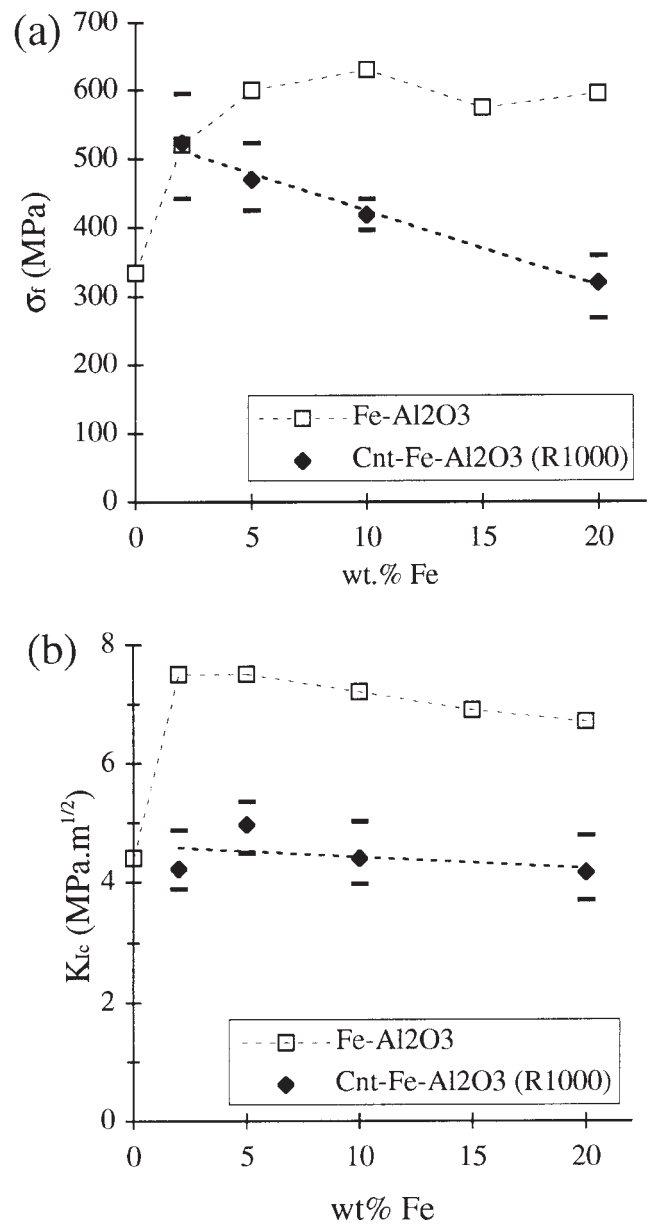 (a)
700
600
500
400
300
200
100
0
σf (MPa)
Fe-Al2O3
Cnt-Fe-Al2O3 (R1000)
0 5 10 15 20
wt.% Fe
(b)
8
6
4
2
0
KIc (MPa.m1/2)
Fe-Al2O3
Cnt-Fe-Al2O3 (R1000)
0 5 10 15 20
wt% Fe